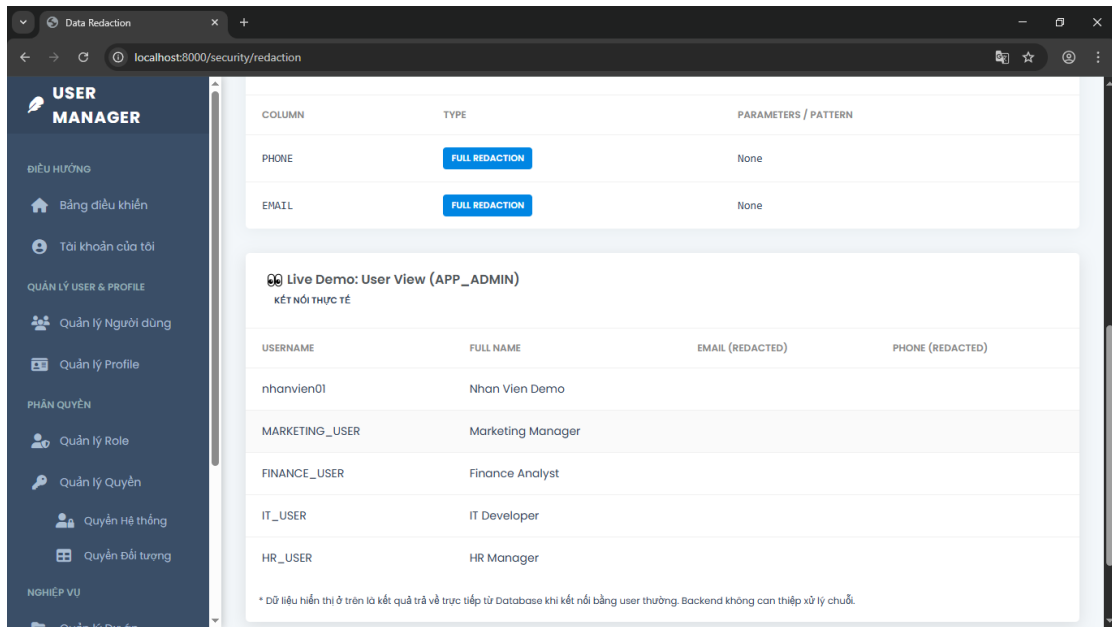 Data Redaction
localhost:8000/security/redaction
USER
MANAGER
ĐIỀU HƯỚNG
Bảng điều khiển
Tài khoản của tôi
QUẢN LÝ USER & PROFILE
Quản lý Người dùng
Quản lý Profile
PHÂN QUYỀN
Quản lý Role
Quản lý Quyền
Quyền Hệ thống
Quyền Đối tượng
NGHIỆP VỤ
Quản lý Dự án
COLUMN TYPE PARAMETERS / PATTERN
PHONE FULL REDACTION None
EMAIL FULL REDACTION None
Live Demo: User View (APP_ADMIN)
KẾT NỐI THỰC TẾ
USERNAME FULL NAME EMAIL (REDACTED) PHONE (REDACTED)
nhanvien01 Nhan Vien Demo
MARKETING_USER Marketing Manager
FINANCE_USER Finance Analyst
IT_USER IT Developer
HR_USER HR Manager
* Dữ liệu hiển thị ở trên là kết quả trả về trực tiếp từ Database khi kết nối bằng user thường. Backend không can thiệp xử lý chuỗi.